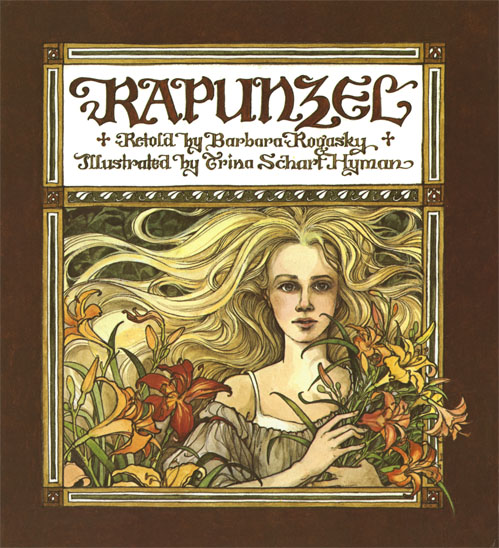 RAPUNZEL
+ Retold by Barbara Rogasky +
Illustrated by Trina Schart Hyman